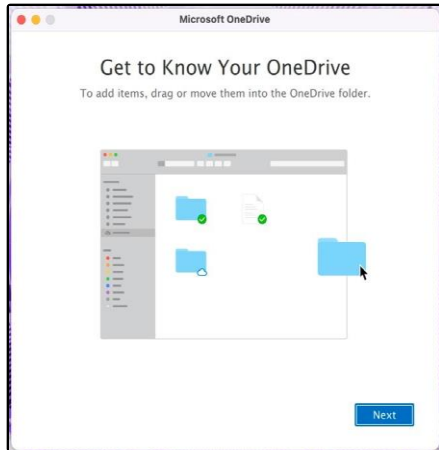 Microsoft OneDrive
Get to Know Your OneDrive
To add items, drag or move them into the OneDrive folder.
Next